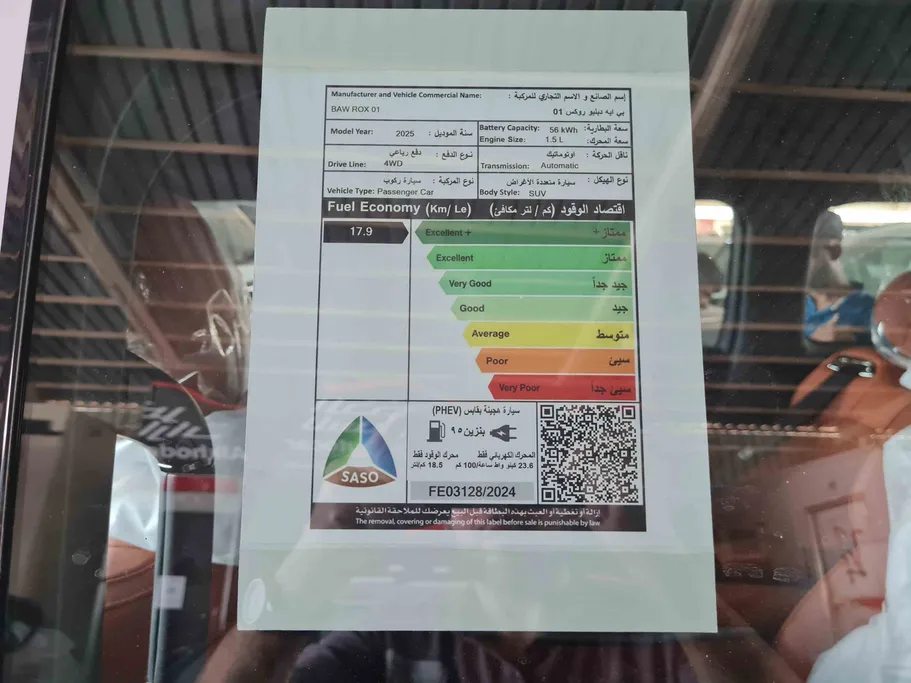 Manufacturer and Vehicle Commercial Name: إسم الصانع و الاسم التجاري للمركبة :
BAW ROX 01 بي ايه دبليو روكس 01
Model Year: 2025 سنة الموديل :
Battery Capacity: 56 kWh سعة البطارية:
Engine Size: 1.5 L سعة المحرك:
Drive Line: 4WD دفع رباعي نوع الدفع :
Transmission: Automatic اوتوماتيك ناقل الحركة :
Vehicle Type: Passenger Car سيارة ركوب نوع المركبة :
Body Style: SUV سيارة متعددة الأغراض نوع الهيكل :
Fuel Economy (Km/ Le) اقتصاد الوقود (كم / لتر مكافئ)
17.9
Excellent + ممتاز +
Excellent ممتاز
Very Good جيد جداً
Good جيد
Average متوسط
Poor سيئ
Very Poor سيئ جداً
سيارة هجينة بقابس (PHEV)
بنزين ٩٥
المحرك الكهربائي فقط
23.6 كيلو واط ساعة/100 كم
محرك الوقود فقط
18.5 كم/لتر
SASO
FE03128/2024
إزالة أو تغطية أو العبث بهذه البطاقة قبل البيع يعرضك للملاحقة القانونية
The removal, covering or damaging of this label before sale is punishable by law